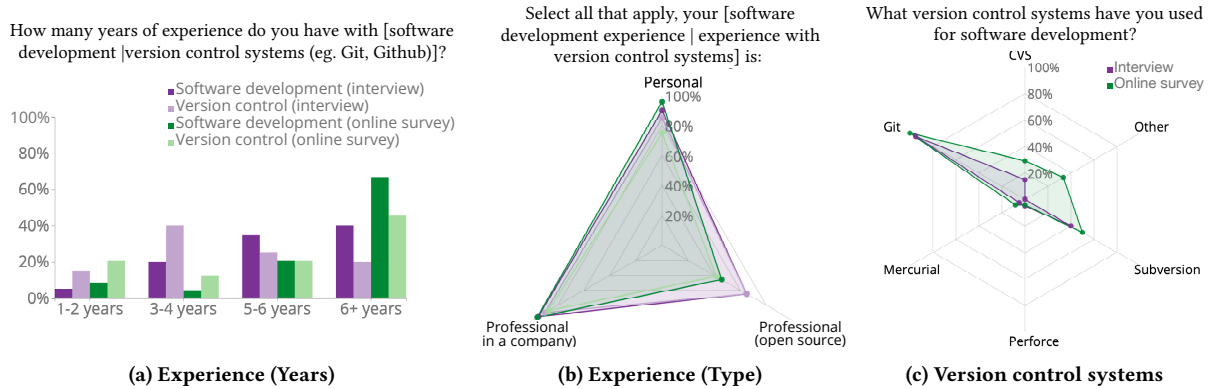 How many years of experience do you have with [software
development |version control systems (eg. Git, Github)]?
Software development (interview)
Version control (interview)
Software development (online survey)
Version control (online survey)
100%
80%
60%
40%
20%
0%
1-2 years
3-4 years
5-6 years
6+ years
(a) Experience (Years)
Select all that apply, your [software
development experience | experience with
version control systems] is:
Personal
100%
80%
40%
20%
Professional
in a company)
Professional
(open source)
(b) Experience (Type)
What version control systems have you used
for software development?
CVS
100%
80%
60%
40%
20%
Interview
Online survey
Git
Other
Mercurial
Subversion
Perforce
(c) Version control systems